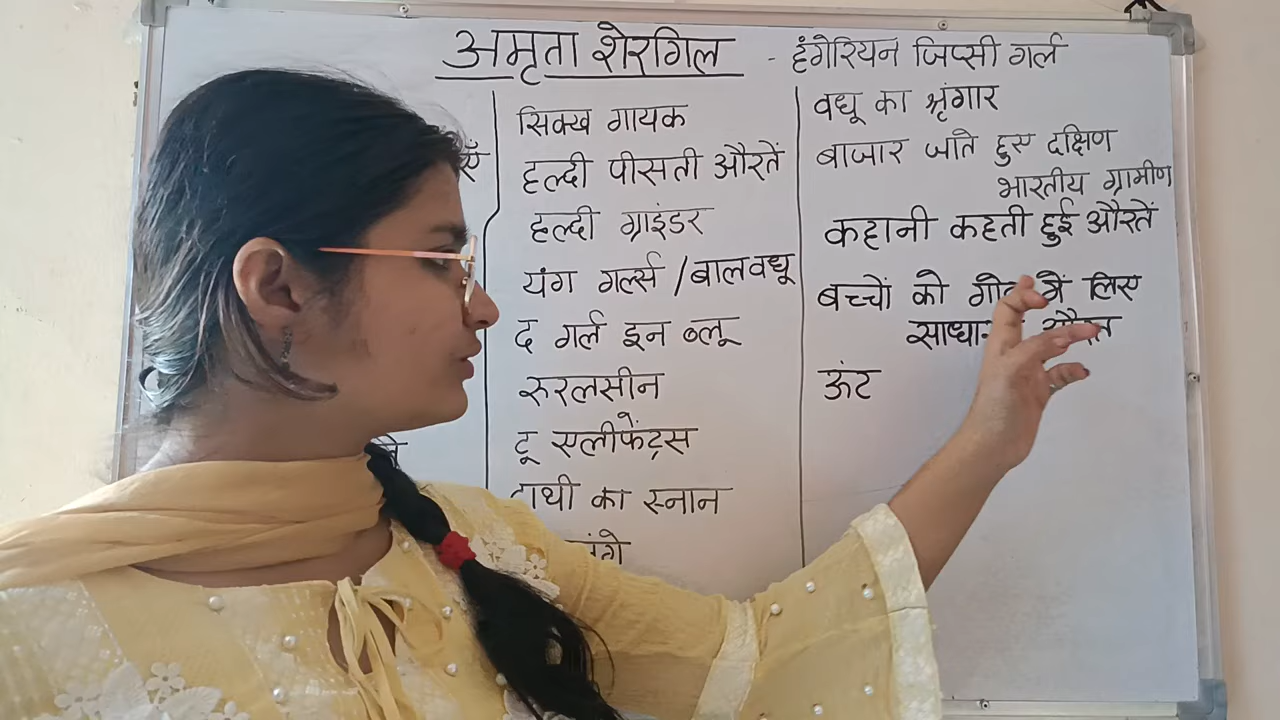 अमृता शेरगिल - हंगेरियन जिप्सी गर्ल
सिक्ख गायक
हल्दी पीसती औरतें
हल्दी ग्राइंडर
यंग गर्ल्स / बालवधू
द गर्ल इन ब्लू
रुरलसीन
टू एलीफेंट्स
का स्नान
वधू का श्रृंगार
बाजार जाते हुए दक्षिण
भारतीय ग्रामीण
कहानी कहती हुई औरतें
बच्चों को में लिए
ऊंट